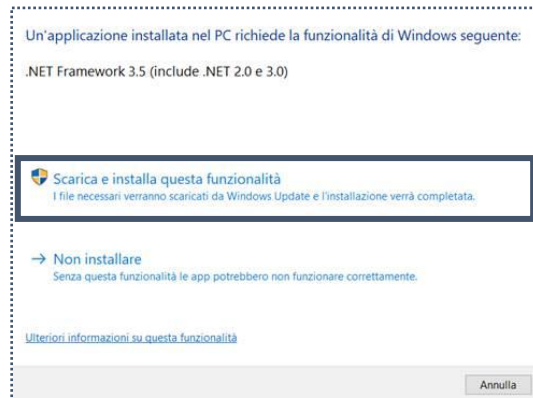 Un'applicazione installata nel PC richiede la funzionalità di Windows seguente:
.NET Framework 3.5 (include .NET 2.0 e 3.0)
Scarica e installa questa funzionalità
I file necessari verranno scaricati da Windows Update e l'installazione verrà completata.
→ Non installare
Senza questa funzionalità le app potrebbero non funzionare correttamente.
Ulteriori informazioni su questa funzionalità
Annulla